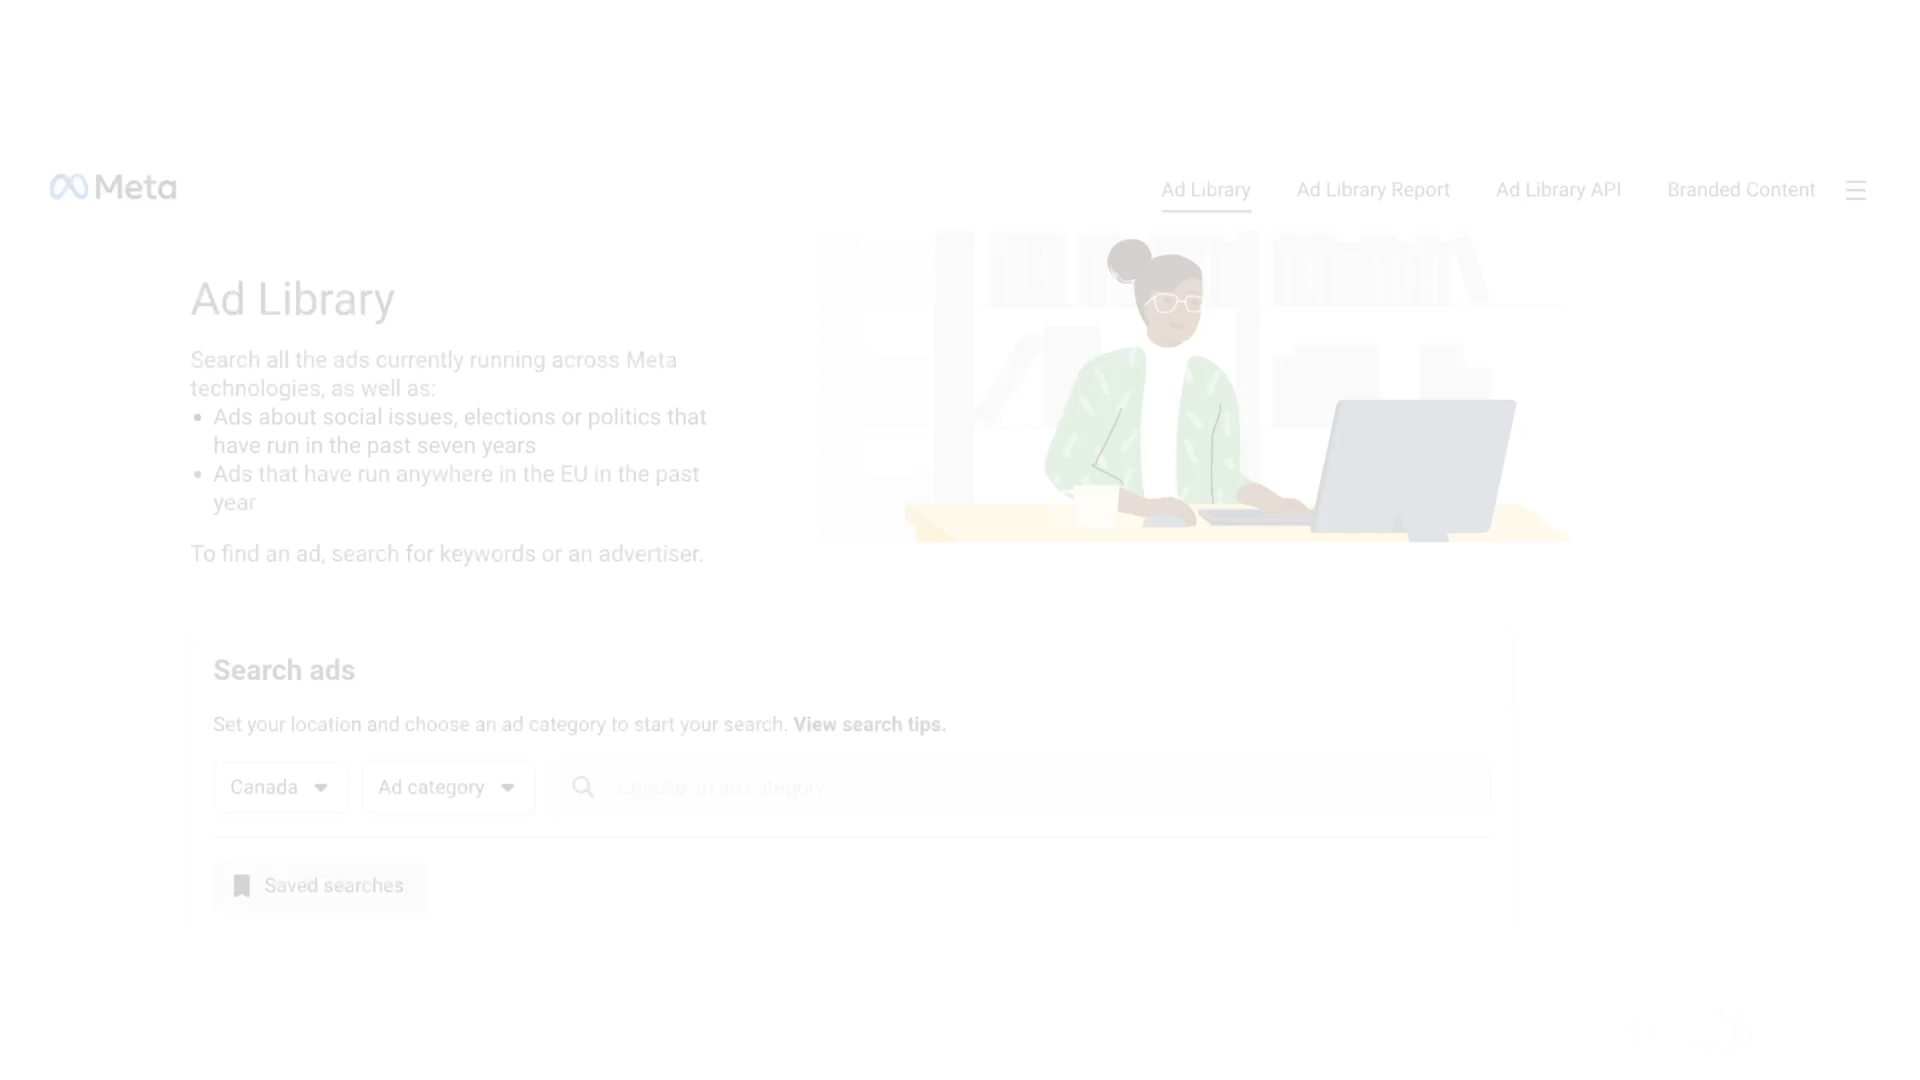 Meta
Ad Library
Ad Library Report
Ad Library API
Branded Content
Ad Library
Search all the ads currently running across Meta
technologies, as well as:
• Ads about social issues, elections or politics that
have run in the past seven years
• Ads that have run anywhere in the EU in the past
year
To find an ad, search for keywords or an advertiser.
Search ads
Set your location and choose an ad category to start your search. View search tips.
Canada
Ad category
Choose an ad category
Saved searches